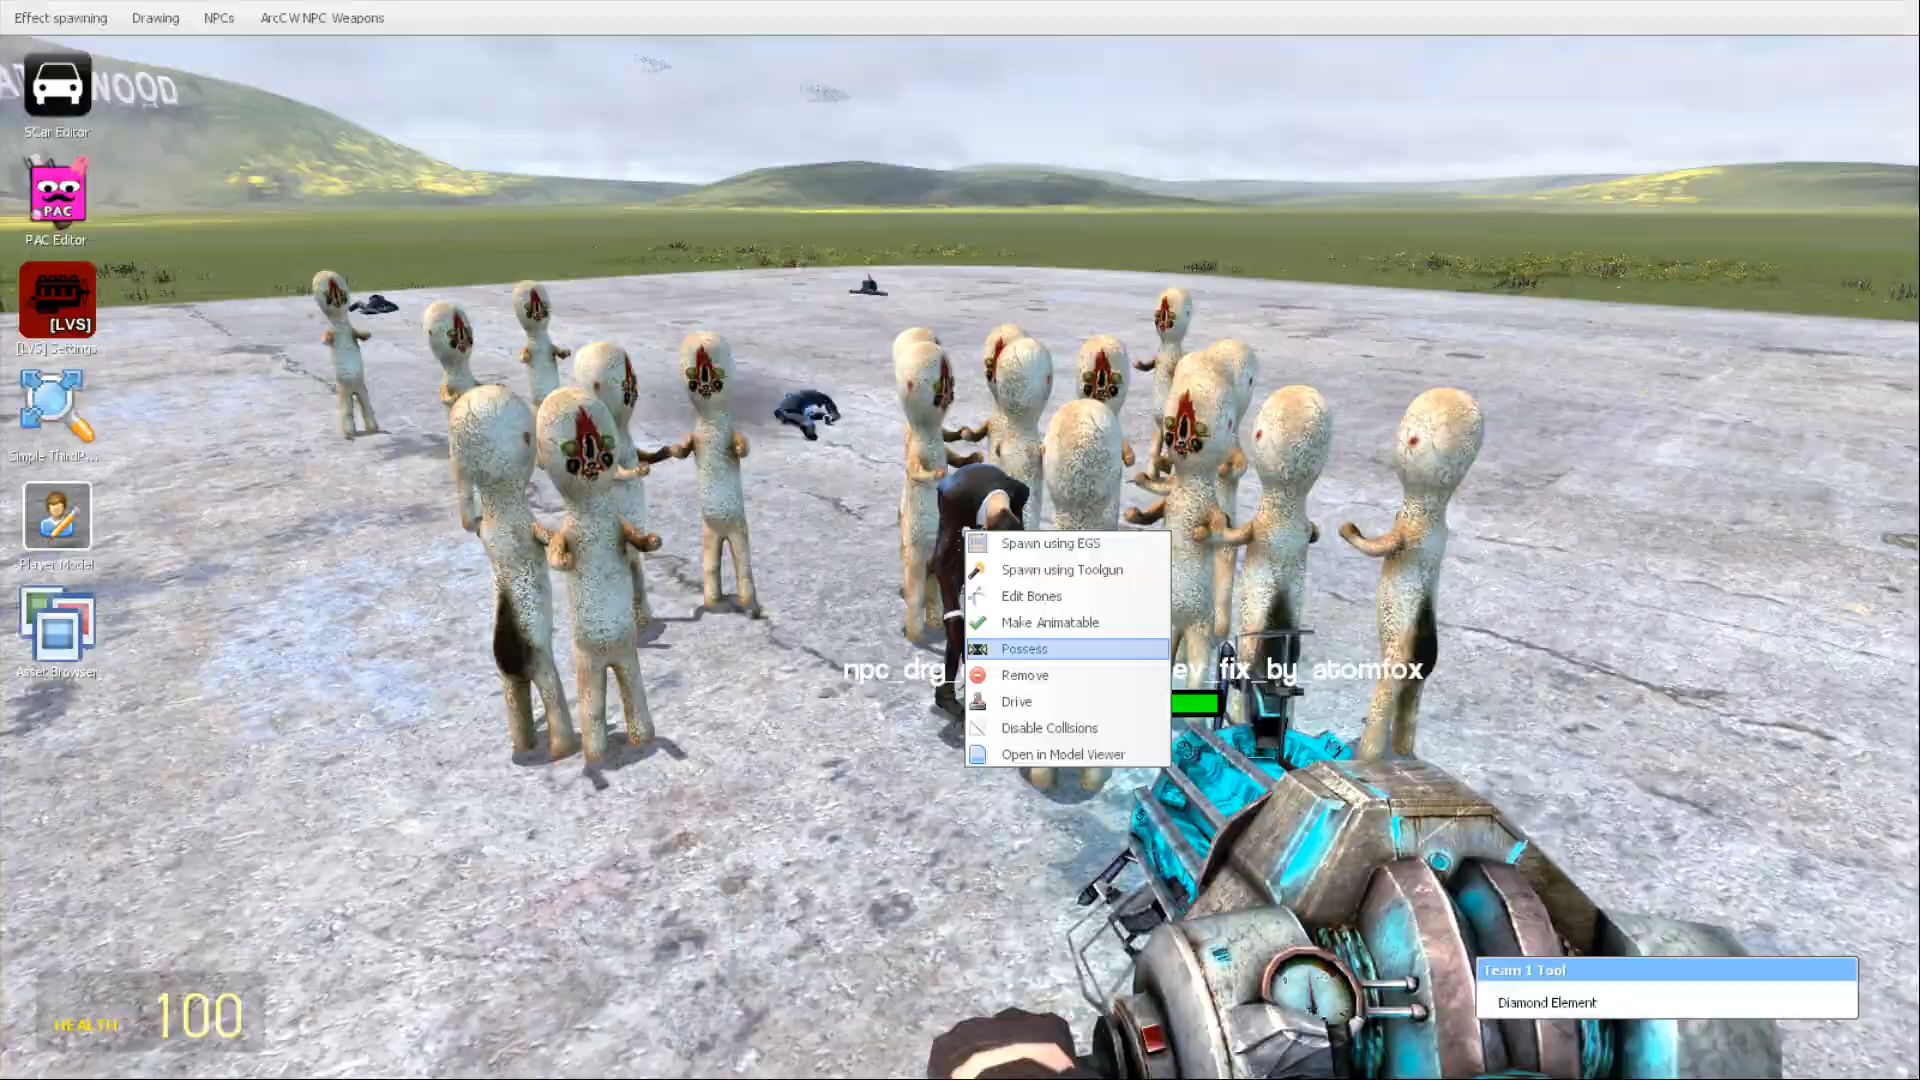 Effect spawning Drawing NPCs ArcCW NPC Weapons
WOOD
SCar Editor
PAC
PAC Editor
[LVS]
[LVS] Settings
Simple ThirdP...
Player Model
Asset Browser
Spawn using EGS
Spawn using Toolgun
Edit Bones
Make Animatable
Possess
Remove
Drive
Disable Collisions
Open in Model Viewer
npc_drg_ ev_fix_by_atomfox
Team 1 Tool
Diamond Element
HEALTH 100